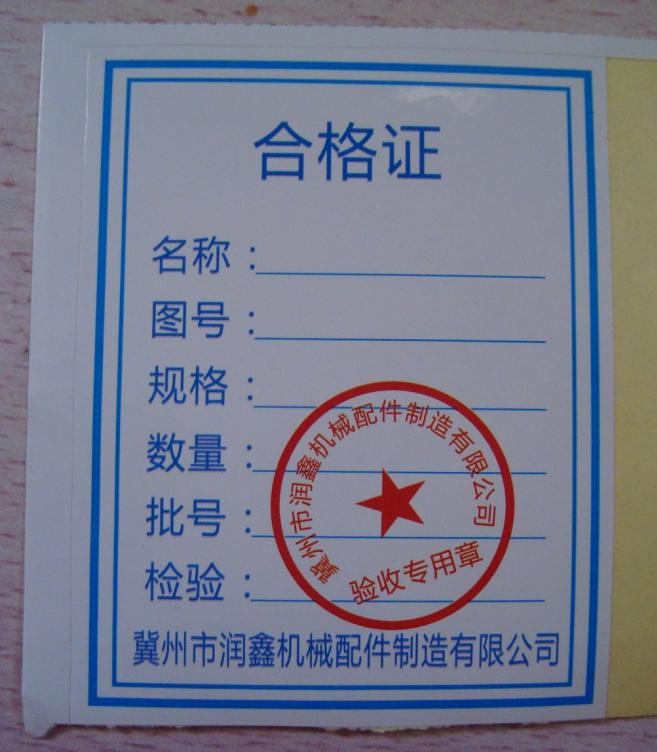 合格证
名称：
图号：
规格：
数量：
批号：
检验：
冀州市润鑫机械配件制造有限公司
验收专用章
冀州市润鑫机械配件制造有限公司